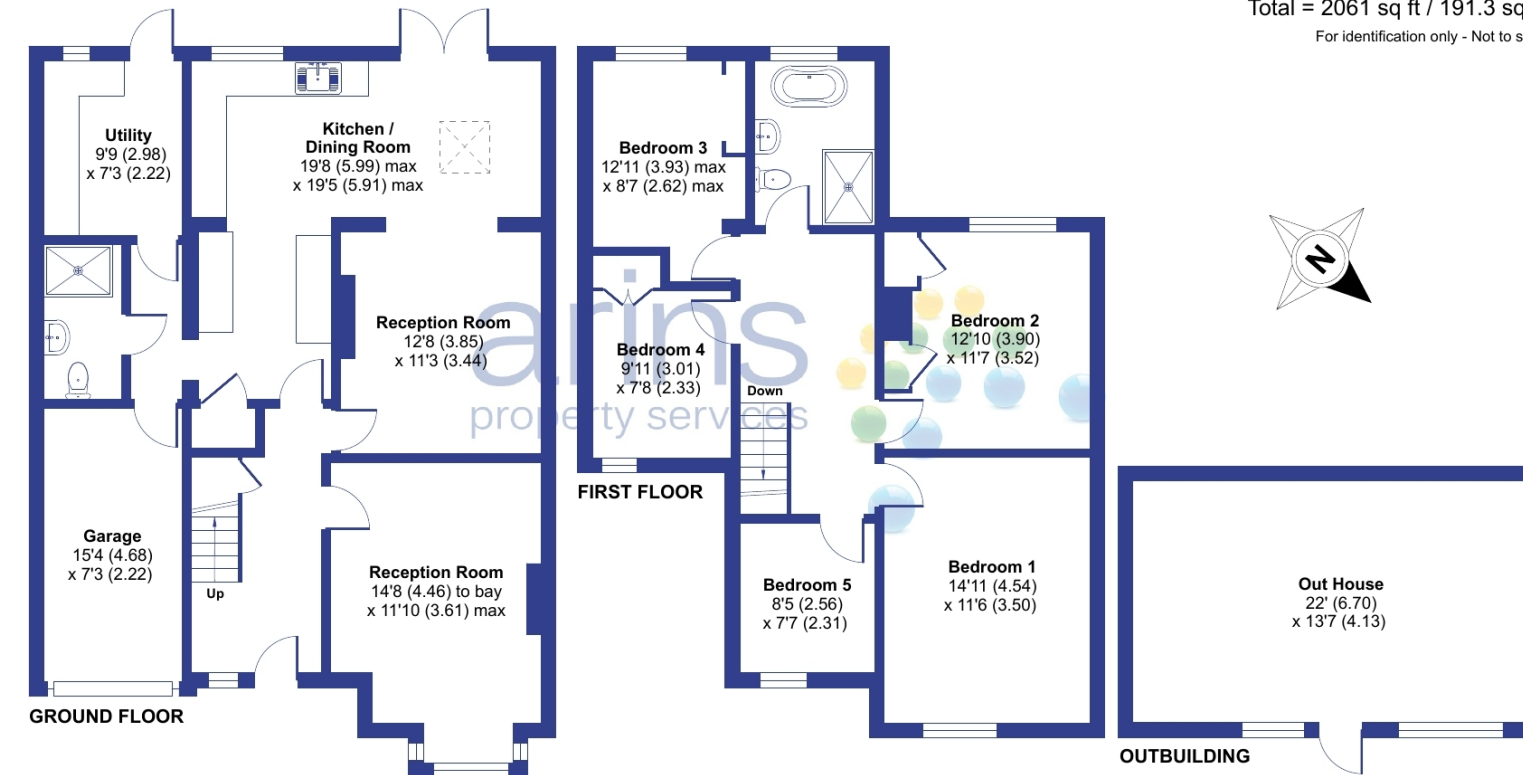 Total = 2061 sq ft / 191.3 sq
For identification only - Not to s
Utility
9'9 (2.98)
x 7'3 (2.22)
Kitchen /
Dining Room
19'8 (5.99) max
x 19'5 (5.91) max
Reception Room
12'8 (3.85)
x 11'3 (3.44)
Garage
15'4 (4.68)
x 7'3 (2.22)
Up
Reception Room
14'8 (4.46) to bay
x 11'10 (3.61) max
GROUND FLOOR
Bedroom 3
12'11 (3.93) max
x 8'7 (2.62) max
Bedroom 4
9'11 (3.01)
x 7'8 (2.33)
Down
Bedroom 2
12'10 (3.90)
x 11'7 (3.52)
FIRST FLOOR
Bedroom 5
8'5 (2.56)
x 7'7 (2.31)
Bedroom 1
14'11 (4.54)
x 11'6 (3.50)
N
Out House
22' (6.70)
x 13'7 (4.13)
OUTBUILDING
arins
property services